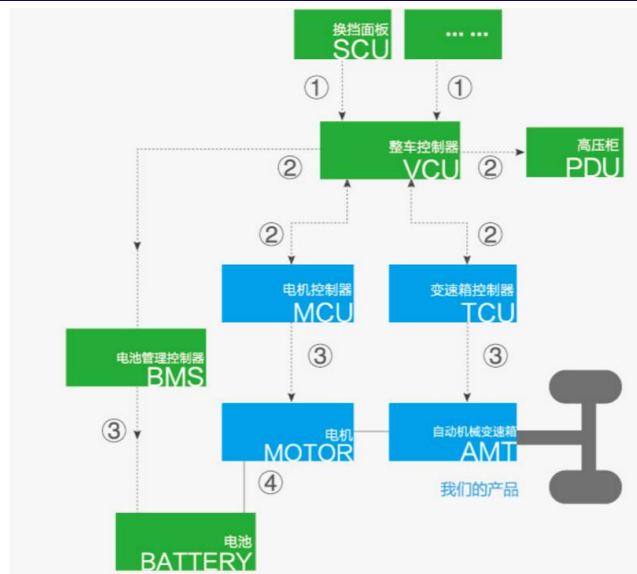 换挡面板
SCU
... ...
①
①
整车控制器
VCU
高压柜
PDU
②
②
②
②
电机控制器
MCU
变速箱控制器
TCU
电池管理控制器
BMS
③
③
③
电机
MOTOR
自动机械变速箱
AMT
④
我们的产品
电池
BATTERY